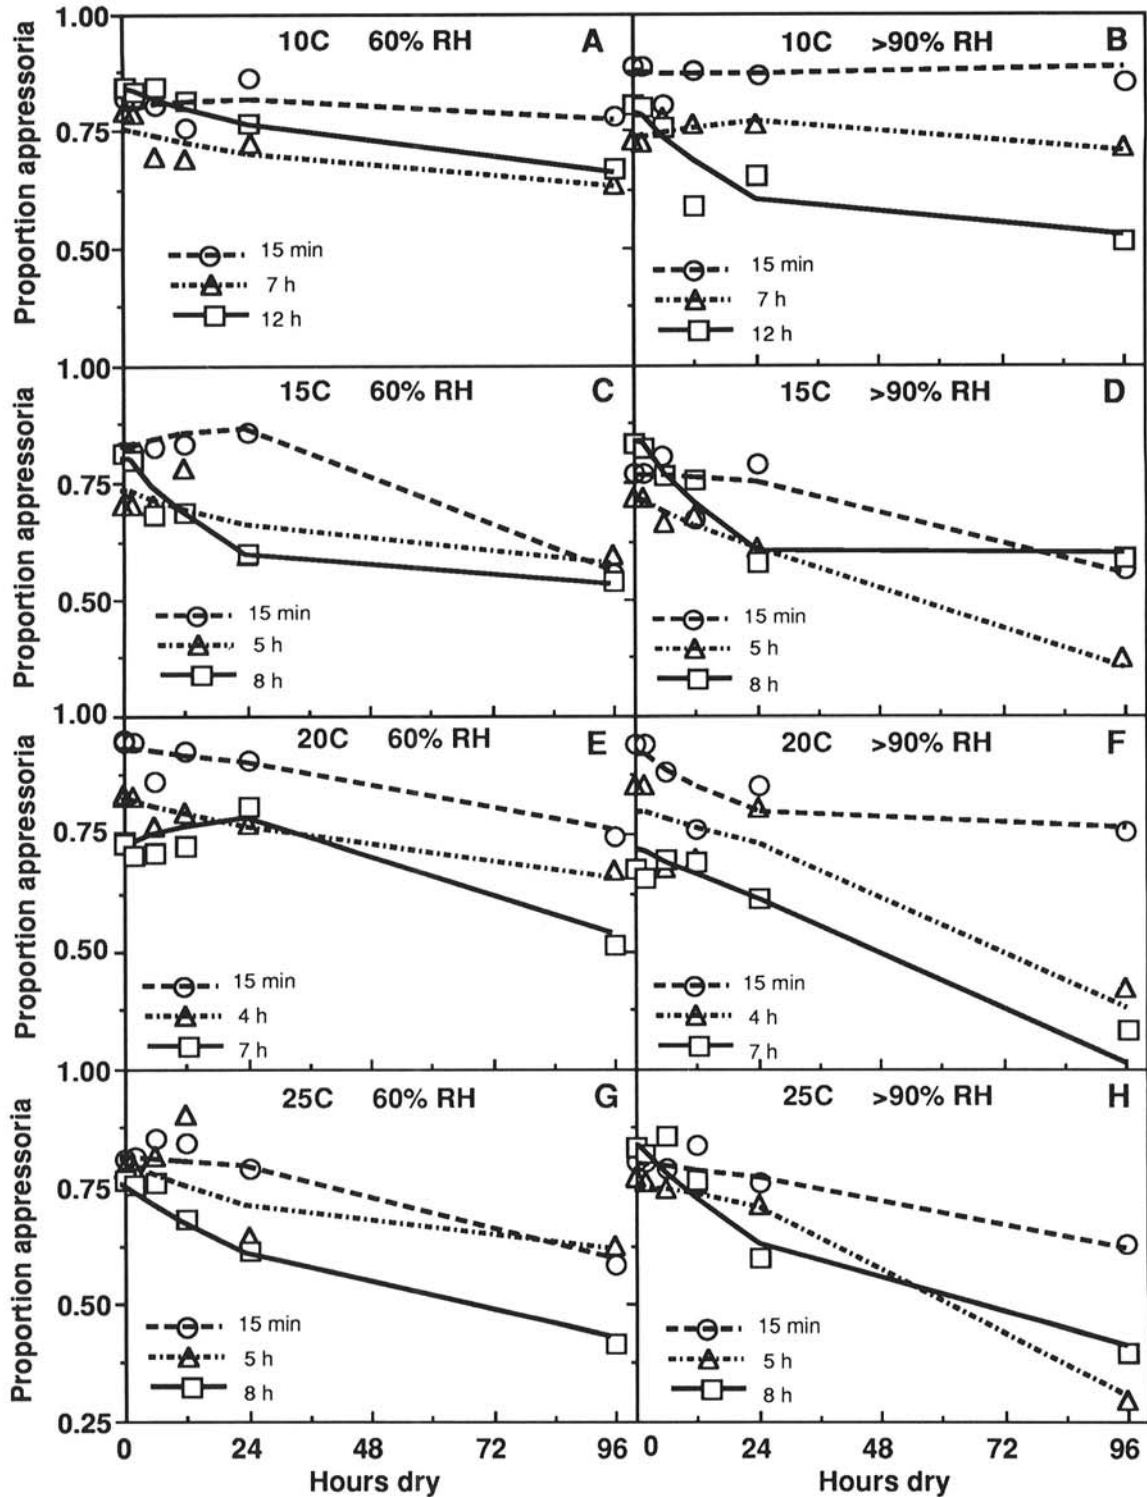 1.00
10C 60% RH A
10C >90% RH B
Proportion appressoria
0.75
0.50
15 min
7 h
12 h
15 min
7 h
12 h
1.00
15C 60% RH C
15C >90% RH D
Proportion appressoria
0.75
0.50
15 min
5 h
8 h
15 min
5 h
8 h
1.00
20C 60% RH E
20C >90% RH F
Proportion appressoria
0.75
0.50
15 min
4 h
7 h
15 min
4 h
7 h
1.00
25C 60% RH G
25C >90% RH H
Proportion appressoria
0.75
0.50
15 min
5 h
8 h
15 min
5 h
8 h
0.25
0 24 48 72 96 0 24 48 72 96
Hours dry Hours dry